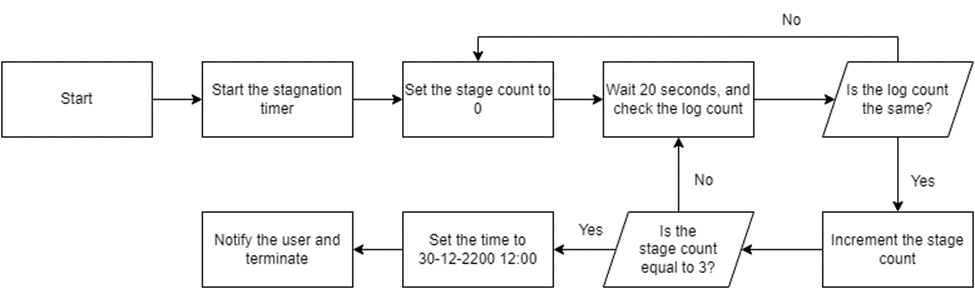 No
Start
Start the stagnation
timer
Set the stage count to
0
Wait 20 seconds, and
check the log count
Is the log count
the same?
No
Yes
Notify the user and
terminate
Set the time to
30-12-2200 12:00
Yes
Is the
stage count
equal to 3?
Increment the stage
count